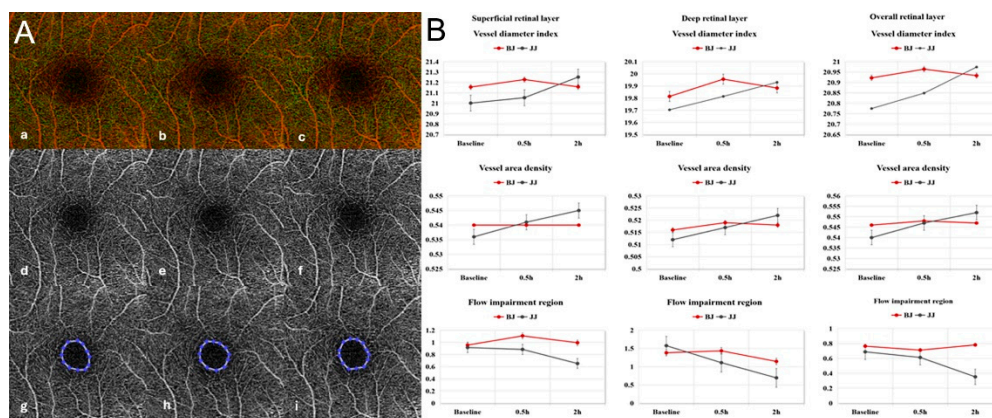 A
a b c
d e f
g h i
B
Superficial retinal layer
Vessel diameter index
BJ JJ
21.4
21.3
21.2
21.1
21
20.9
20.8
20.7
Baseline 0.5h 2h
Deep retinal layer
Vessel diameter index
BJ JJ
20.1
20
19.9
19.8
19.7
19.6
19.5
Baseline 0.5h 2h
Overall retinal layer
Vessel diameter index
BJ JJ
21
20.95
20.9
20.85
20.8
20.75
20.7
20.65
Baseline 0.5h 2h
Vessel area density
BJ JJ
0.55
0.545
0.54
0.535
0.53
0.525
Baseline 0.5h 2h
Vessel area density
BJ JJ
0.53
0.525
0.52
0.515
0.51
0.505
0.5
Baseline 0.5h 2h
Vessel area density
BJ JJ
0.56
0.555
0.55
0.545
0.54
0.535
0.53
0.525
Baseline 0.5h 2h
Flow impairment region
BJ JJ
1.2
1
0.8
0.6
0.4
0.2
0
Baseline 0.5h 2h
Flow impairment region
BJ JJ
2
1.5
1
0.5
0
Baseline 0.5h 2h
Flow impairment region
BJ JJ
1
0.8
0.6
0.4
0.2
0
Baseline 0.5h 2h